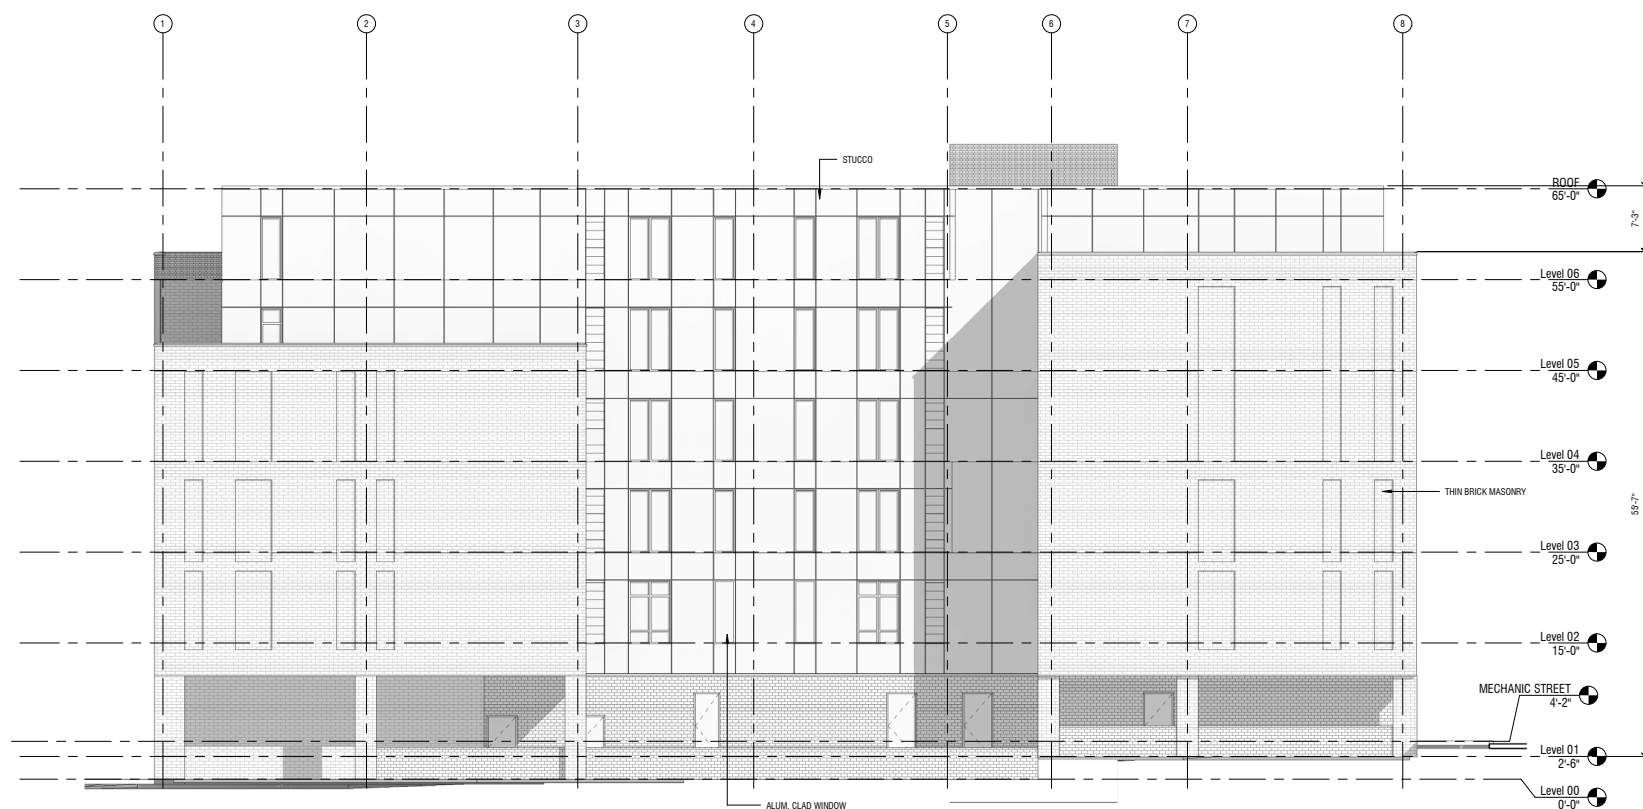 1 2 3 4 5 6 7 8
STUCCO
ROOF
65'-0"
7'-3"
Level 06
55'-0"
Level 05
45'-0"
Level 04
35'-0"
THIN BRICK MASONRY
55'-7"
Level 03
25'-0"
Level 02
15'-0"
MECHANIC STREET
4'-2"
Level 01
2'-6"
Level 00
0'-0"
ALUM. CLAD WINDOW